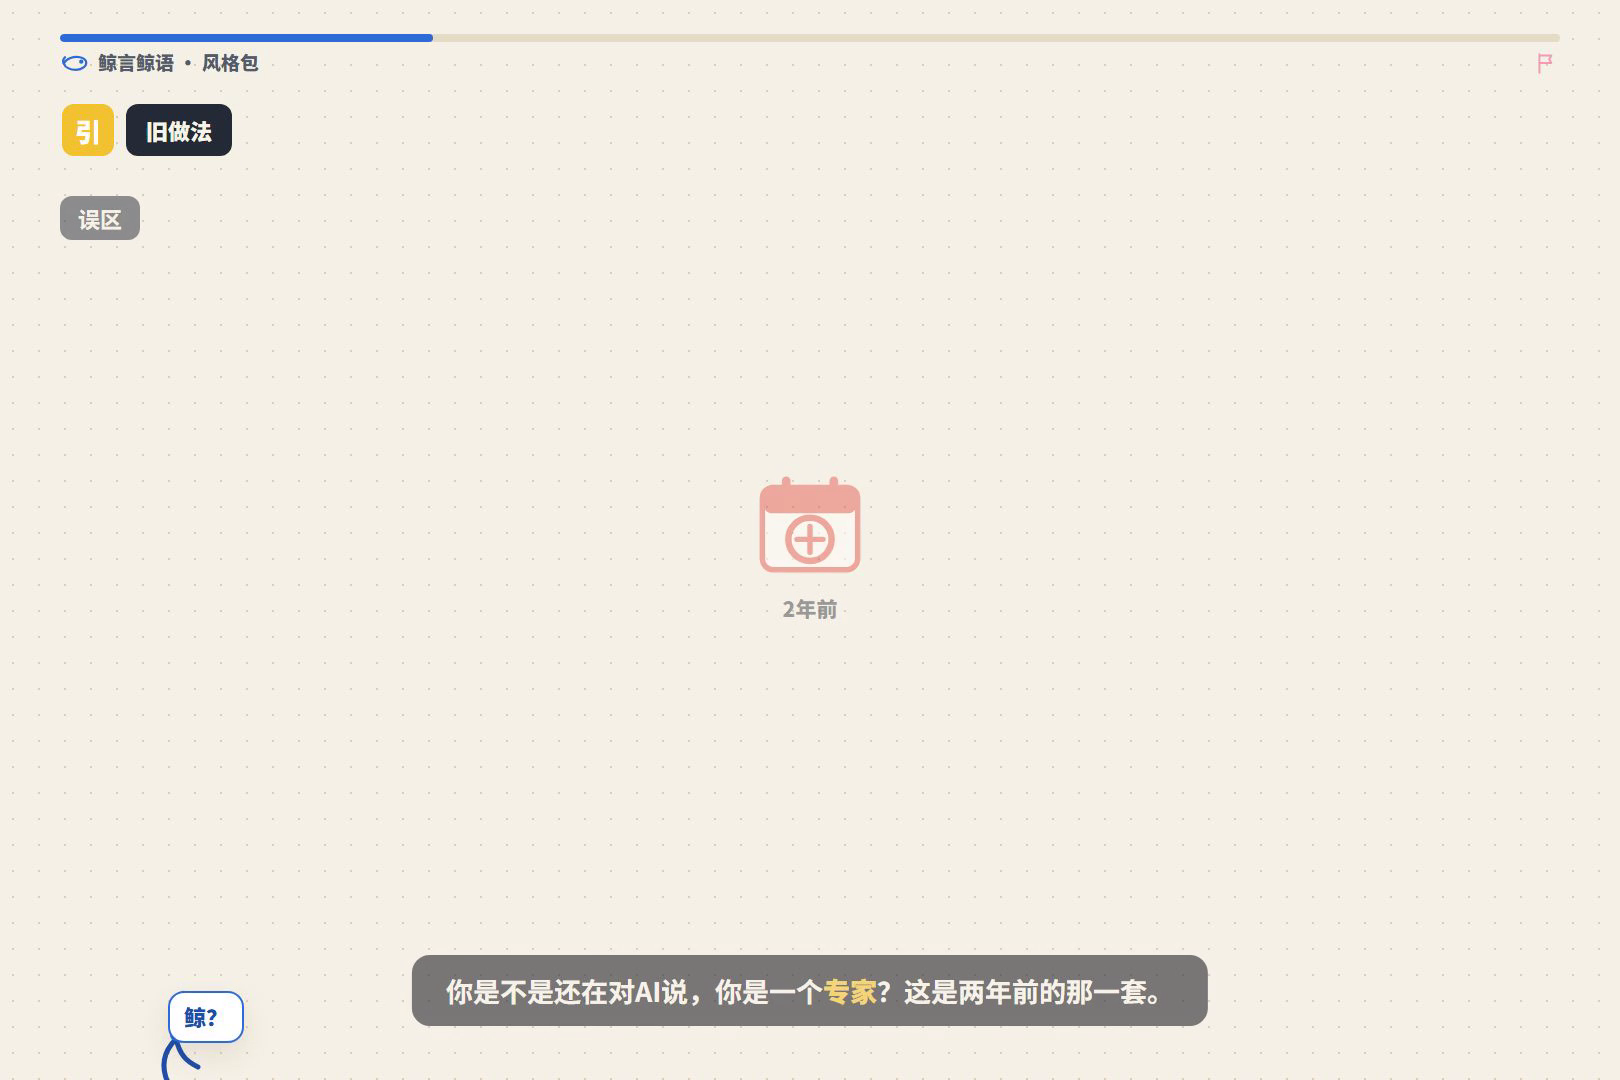 鲸言鲸语 · 风格包
引 旧做法
误区
2年前
你是不是还在对AI说，你是一个专家？这是两年前的那一套。
鲸？